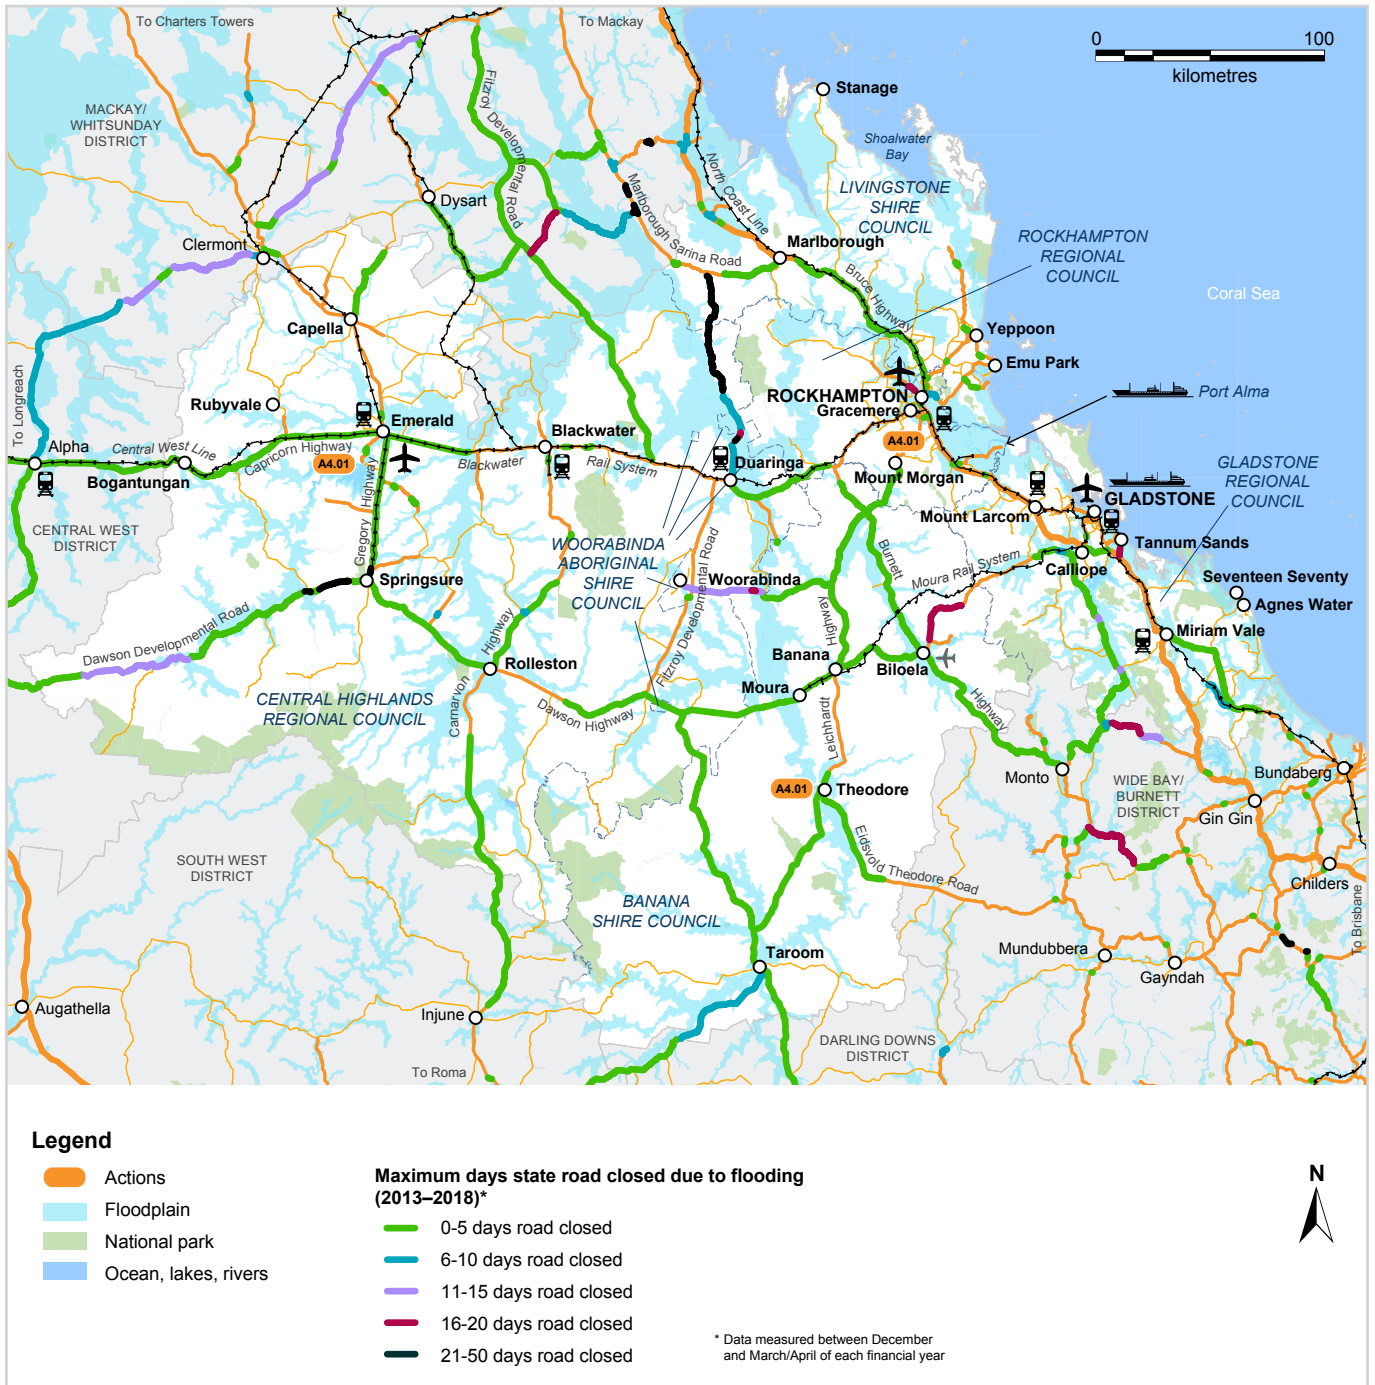 To Charters Towers
To Mackay
0
100
kilometres
Stanage
MACKAY/
WHITSUNDAY
DISTRICT
Fitzroy Developmental Road
Shoalwater
Bay
North Coast Line
LIVINGSTONE
SHIRE
COUNCIL
Dysart
Marlborough Sarina Road
Clermont
Marlborough
ROCKHAMPTON
REGIONAL
COUNCIL
Bruce Highway
Coral Sea
Capella
Yeppoon
Emu Park
To Longreach
Rubyvale
ROCKHAMPTON
Gracemere
Port Alma
Emerald
Blackwater
A4.01
Alpha
Central West Line
Capricorn Highway
A4.01
Blackwater
Rail System
Duaringa
Bogantungan
Mount Morgan
GLADSTONE
REGIONAL
COUNCIL
GLADSTONE
Mount Larcom
CENTRAL WEST
DISTRICT
Gregory Highway
WOORABINDA
ABORIGINAL
SHIRE
COUNCIL
Fitzroy Developmental Road
Burnett
Moura Rail System
Tannum Sands
Calliope
Springsure
Woorabinda
Seventeen Seventy
Agnes Water
Dawson Developmental Road
Highway
Highway
Miriam Vale
Rolleston
Banana
Biloela
CENTRAL HIGHLANDS
REGIONAL COUNCIL
Carnarvon
Moura
Dawson Highway
Leichhardt
Highway
Monto
WIDE BAY/
BURNETT
DISTRICT
Bundaberg
A4.01
Theodore
Gin Gin
Eidsvold Theodore Road
SOUTH WEST
DISTRICT
Childers
BANANA
SHIRE COUNCIL
To Brisbane
Taroom
Mundubbera
Gayndah
Augathella
Injune
DARLING DOWNS
DISTRICT
To Roma
Legend
Actions
Floodplain
National park
Ocean, lakes, rivers
Maximum days state road closed due to flooding
(2013–2018)*
0-5 days road closed
6-10 days road closed
11-15 days road closed
16-20 days road closed
21-50 days road closed
* Data measured between December
and March/April of each financial year
N